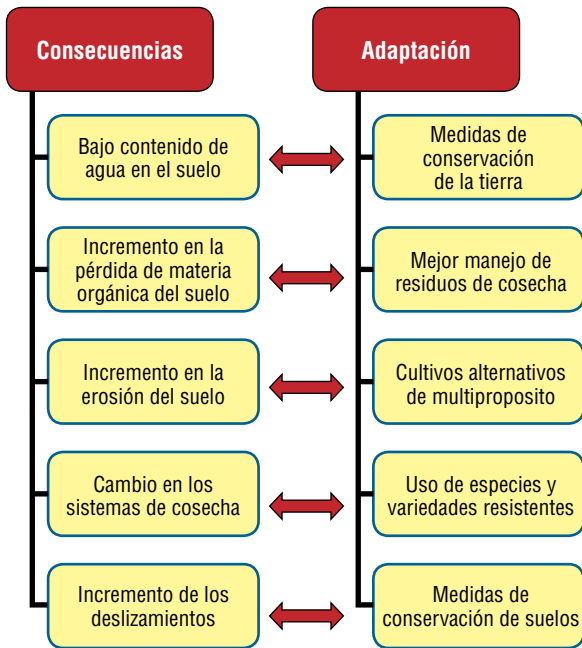 Consecuencias
Adaptación
Bajo contenido de
agua en el suelo
Medidas de
conservación
de la tierra
Incremento en la
pérdida de materia
orgánica del suelo
Mejor manejo de
residuos de cosecha
Incremento en la
erosión del suelo
Cultivos alternativos
de multiproposito
Cambio en los
sistemas de cosecha
Uso de especies y
variedades resistentes
Incremento de los
deslizamientos
Medidas de
conservación de suelos